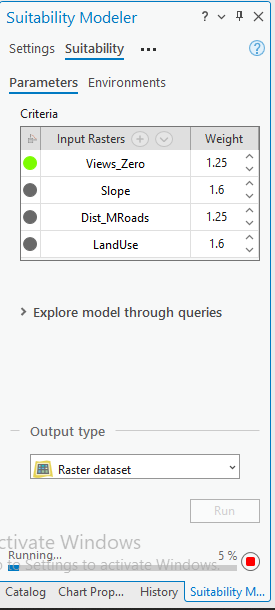 Suitability Modeler
Settings Suitability ...
Parameters Environments
Criteria
Input Rasters Weight
Views_Zero 1.25
Slope 1.6
Dist_MRoads 1.25
LandUse 1.6
Explore model through queries
Output type
Raster dataset
Run
ctivate Windows
Running... 5 %
o to Settings to activate Windows.
Catalog Chart Prop... History Suitability M...